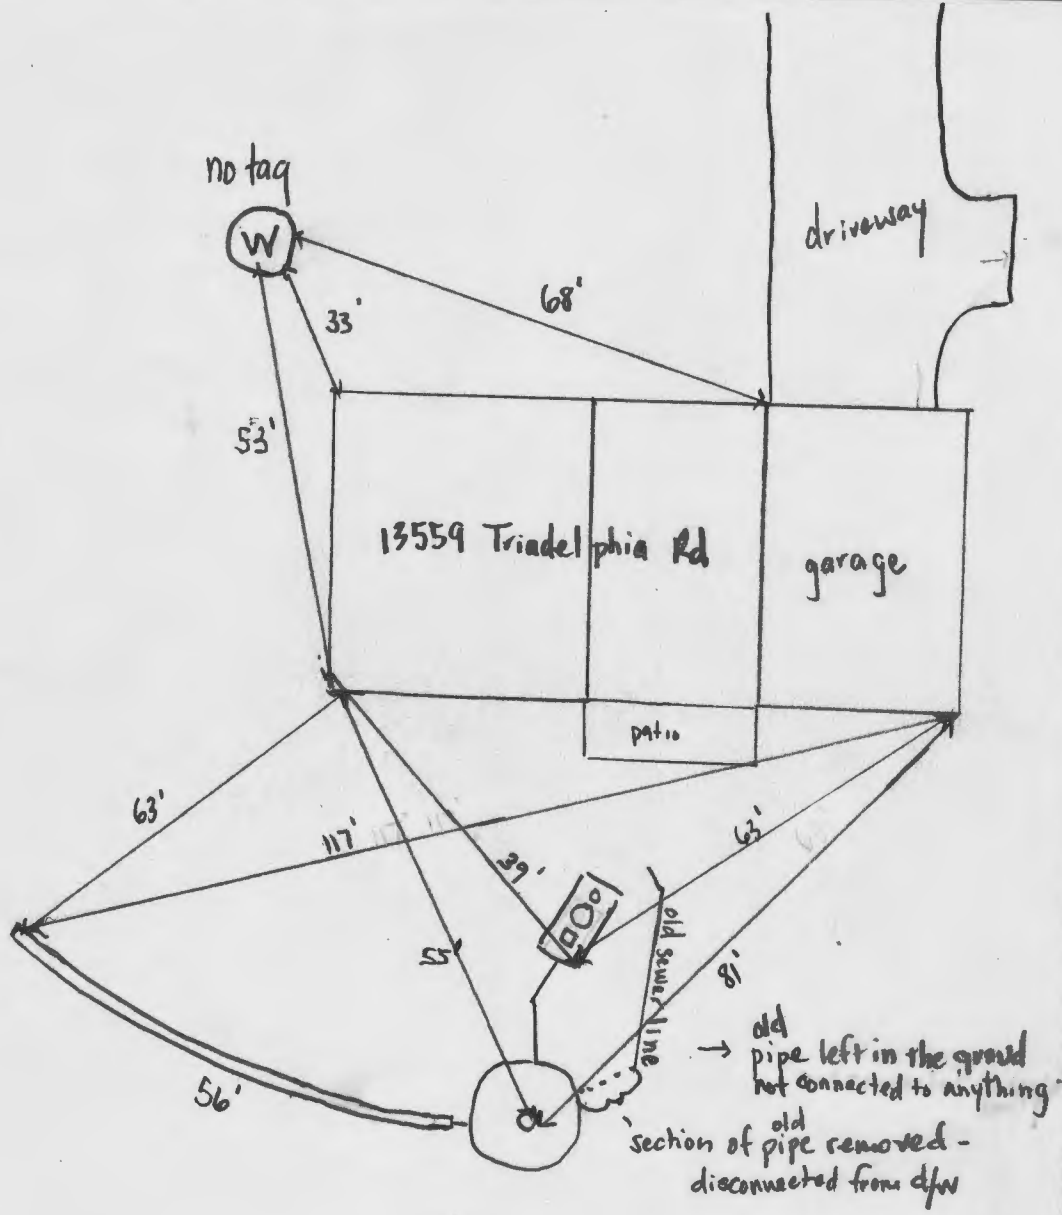 no tag
W
driveway
68'
33'
53'
13559 Triadelphia Rd
garage
patio
63'
117'
39'
63'
55'
81'
old sewer line
56'
→ old
pipe left in the ground
not connected to anything
section of old pipe removed -
disconnected from d/w